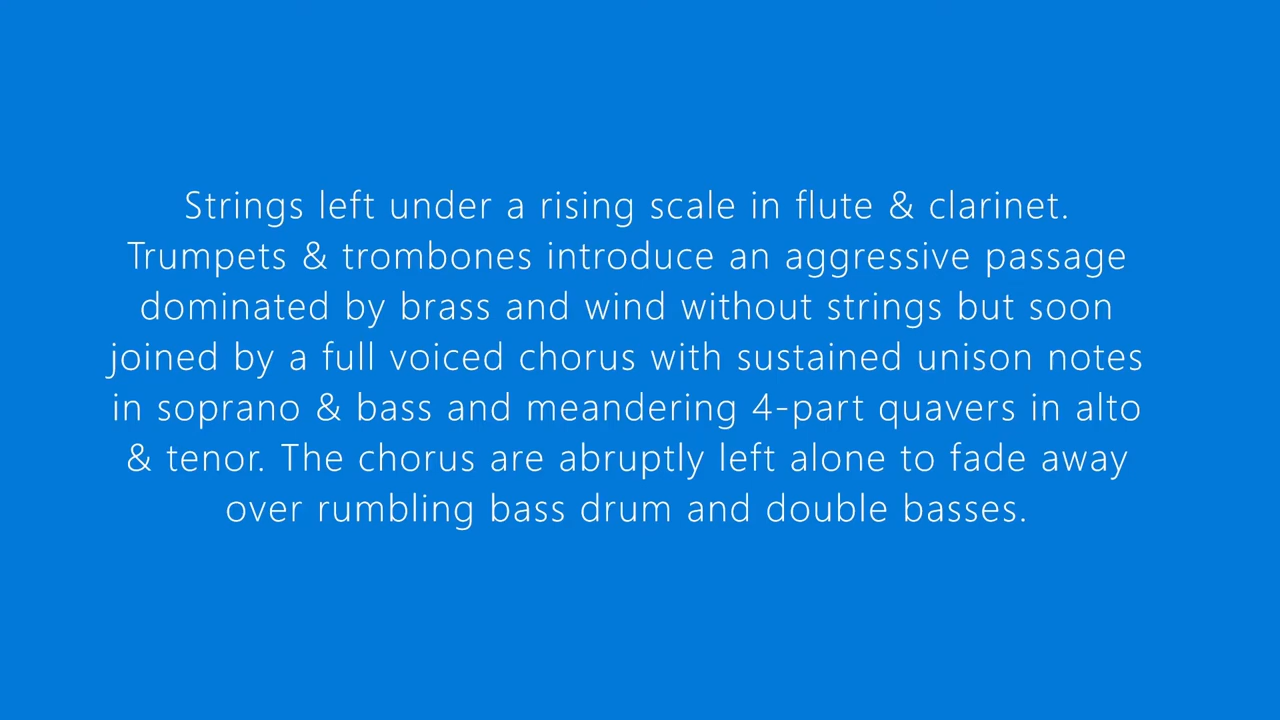 Strings left under a rising scale in flute & clarinet.
Trumpets & trombones introduce an aggressive passage
dominated by brass and wind without strings but soon
joined by a full voiced chorus with sustained unison notes
in soprano & bass and meandering 4-part quavers in alto
& tenor. The chorus are abruptly left alone to fade away
over rumbling bass drum and double basses.